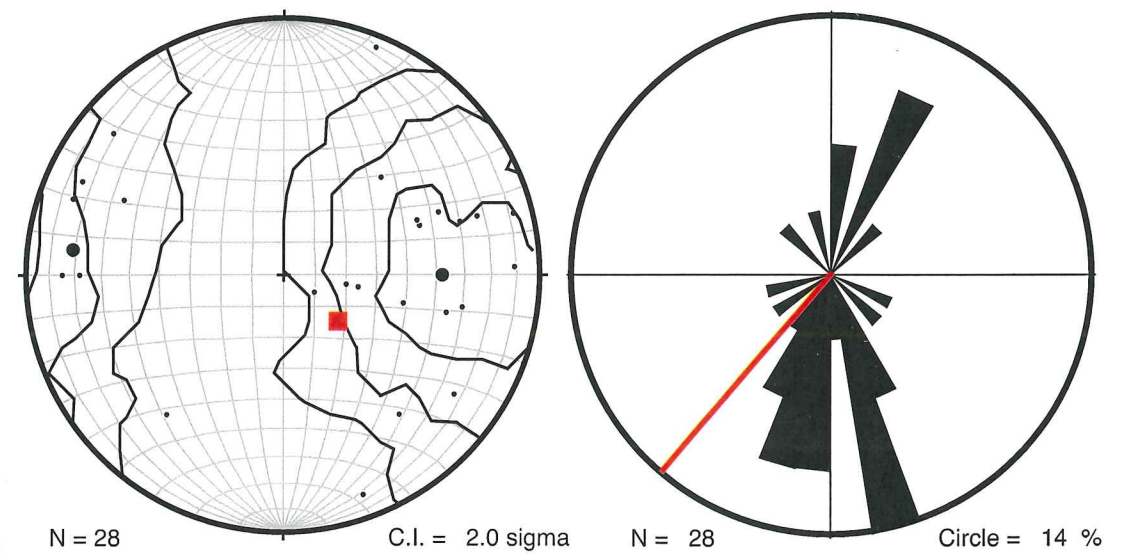 N = 28
C.I. = 2.0 sigma
N = 28
Circle = 14 %